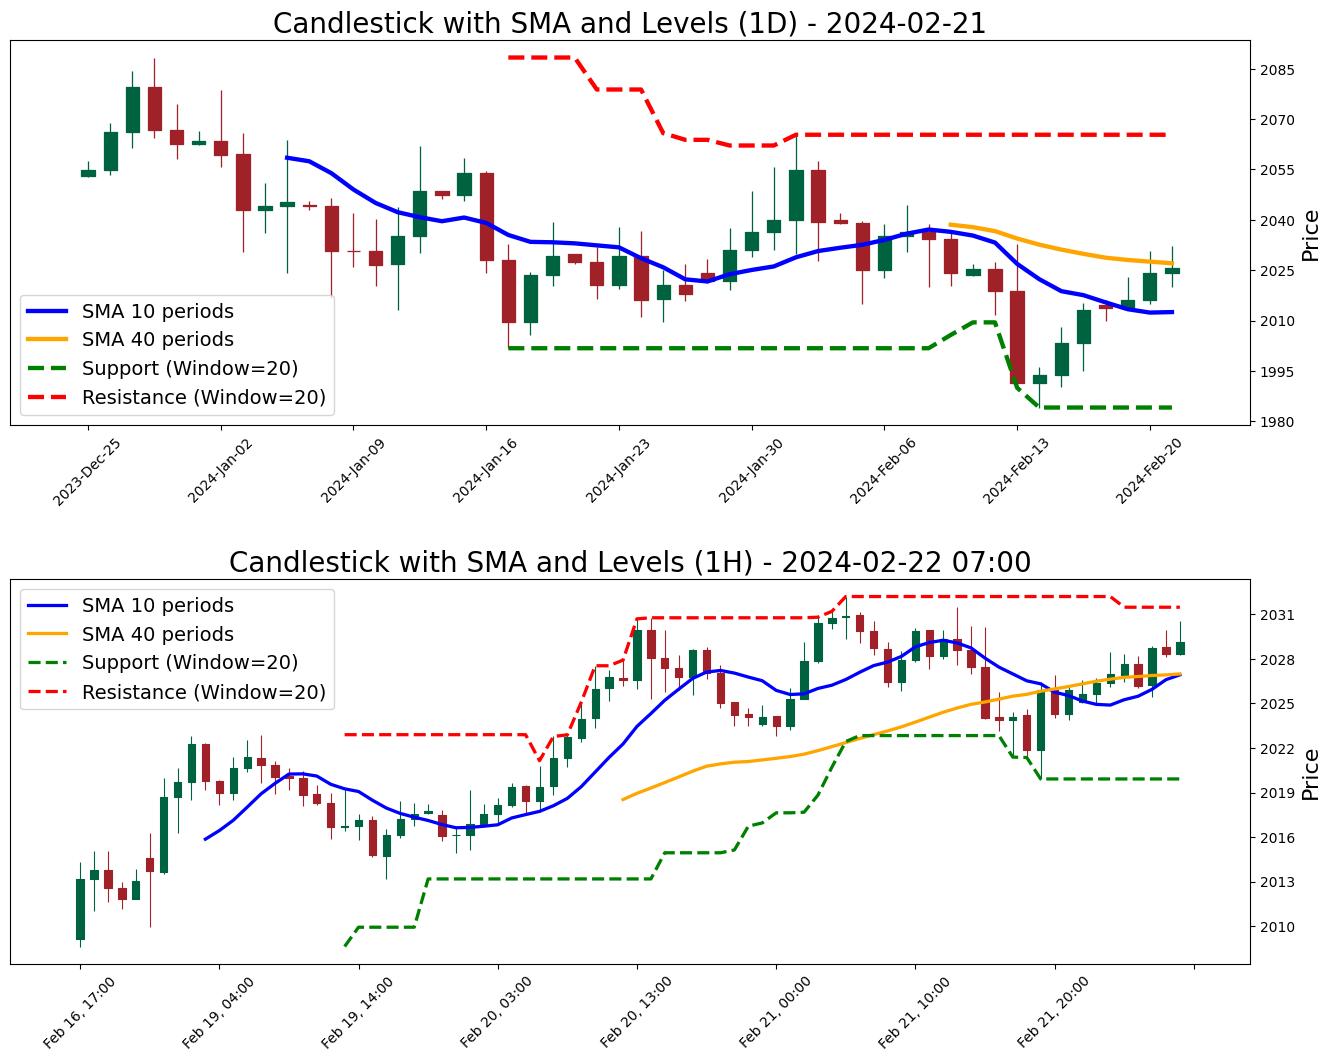 Candlestick with SMA and Levels (1D) - 2024-02-21
SMA 10 periods
SMA 40 periods
Support (Window=20)
Resistance (Window=20)
2085
2070
2055
2040
2025
2010
1995
1980
Price
2023-Dec-25
2024-Jan-02
2024-Jan-09
2024-Jan-16
2024-Jan-23
2024-Jan-30
2024-Feb-06
2024-Feb-13
2024-Feb-20
Candlestick with SMA and Levels (1H) - 2024-02-22 07:00
SMA 10 periods
SMA 40 periods
Support (Window=20)
Resistance (Window=20)
2031
2028
2025
2022
2019
2016
2013
2010
Price
Feb 16, 17:00
Feb 19, 04:00
Feb 19, 14:00
Feb 20, 03:00
Feb 20, 13:00
Feb 21, 00:00
Feb 21, 10:00
Feb 21, 20:00